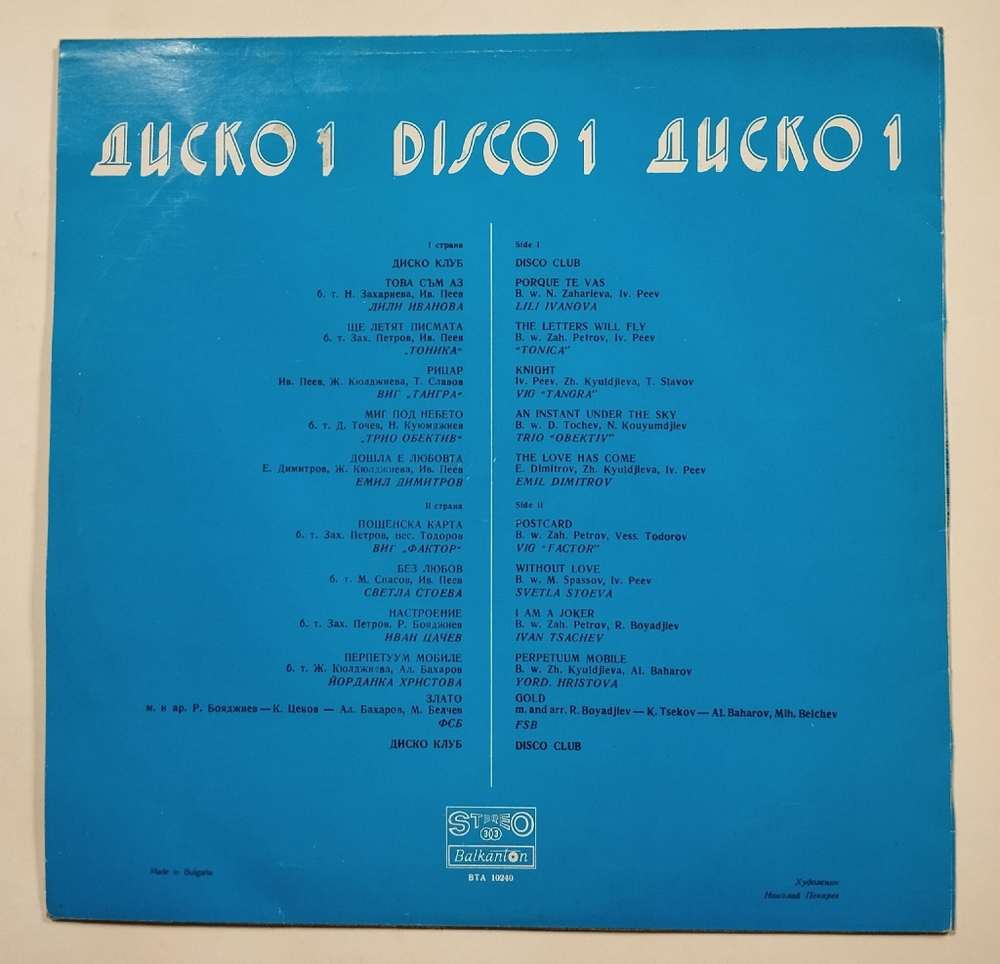 ДИСКО 1 DISCO 1 ДИСКО 1
I страна
ДИСКО КЛУБ
ТОВА СЪМ АЗ
б. т. Н. Захариева, Ив. Пеев
ЛИЛИ ИВАНОВА
ЩЕ ЛЕТЯТ ПИСМАТА
б. т. Зах. Петров, Ив. Пеев
„ТОНИКА“
РИЦАР
Ив. Пеев, Ж. Кюлджиева, Т. Славов
ВИГ „ТАНГРА“
МИГ ПОД НЕБЕТО
б. т. Д. Точев, Н. Куюмджиев
„ТРИО ОБЕКТИВ“
ДОШЛА Е ЛЮБОВТА
Е. Димитров, Ж. Кюлджиева, Ив. Пеев
ЕМИЛ ДИМИТРОВ
II страна
ПОЩЕНСКА КАРТА
б. т. Зах. Петров, вес. Тодоров
ВИГ „ФАКТОР“
БЕЗ ЛЮБОВ
б. т. М. Спасов, Ив. Пеев
СВЕТЛА СТОЕВА
НАСТРОЕНИЕ
б. т. Зах. Петров, Р. Бояджиев
ИВАН ЦАЧЕВ
ПЕРПЕТУУМ МОБИЛЕ
б. т. Ж. Кюлджиева, Ал. Бахаров
ЙОРДАНКА ХРИСТОВА
ЗЛАТО
м. и ар. Р. Бояджиев — К. Цеков — Ал. Бахаров, М. Белчев
ФСБ
ДИСКО КЛУБ
Side I
DISCO CLUB
PORQUE TE VAS
B. w. N. Zaharieva, Iv. Peev
LILI IVANOVA
THE LETTERS WILL FLY
B. w. Zah. Petrov, Iv. Peev
“TONICA”
KNIGHT
Iv. Peev, Zh. Kyuldjieva, T. Slavov
VIG “TANGRA”
AN INSTANT UNDER THE SKY
B. w. D. Tochev, N. Kouyumdjiev
TRIO “OBEKTIV”
THE LOVE HAS COME
E. Dimitrov, Zh. Kyuldjieva, Iv. Peev
EMIL DIMITROV
Side II
POSTCARD
B. w. Zah. Petrov, Vess. Todorov
VIG “FACTOR”
WITHOUT LOVE
B. w. M. Spassov, Iv. Peev
SVETLA STOEVA
I AM A JOKER
B. w. Zah. Petrov, R. Boyadjiev
IVAN TSACHEV
PERPETUUM MOBILE
B. w. Zh. Kyuldjieva, Al. Baharov
YORD. HRISTOVA
GOLD
m. and arr. R. Boyadjiev — K. Tsekov — Al. Baharov, Mih. Belchev
FSB
DISCO CLUB
STEREO
33
Balkanton
ВТА 10240
Made in Bulgaria
Художник
Николай Пекарев